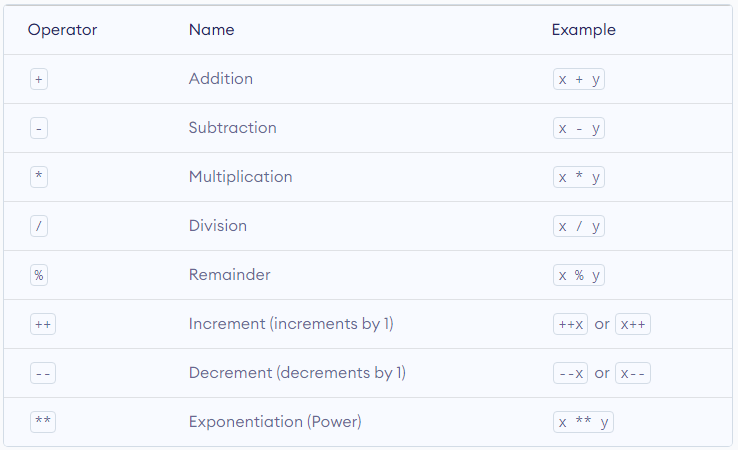 Operator Name Example
+ Addition x + y
- Subtraction x - y
* Multiplication x * y
/ Division x / y
% Remainder x % y
++ Increment (increments by 1) ++x or x++
-- Decrement (decrements by 1) --x or x--
** Exponentiation (Power) x ** y